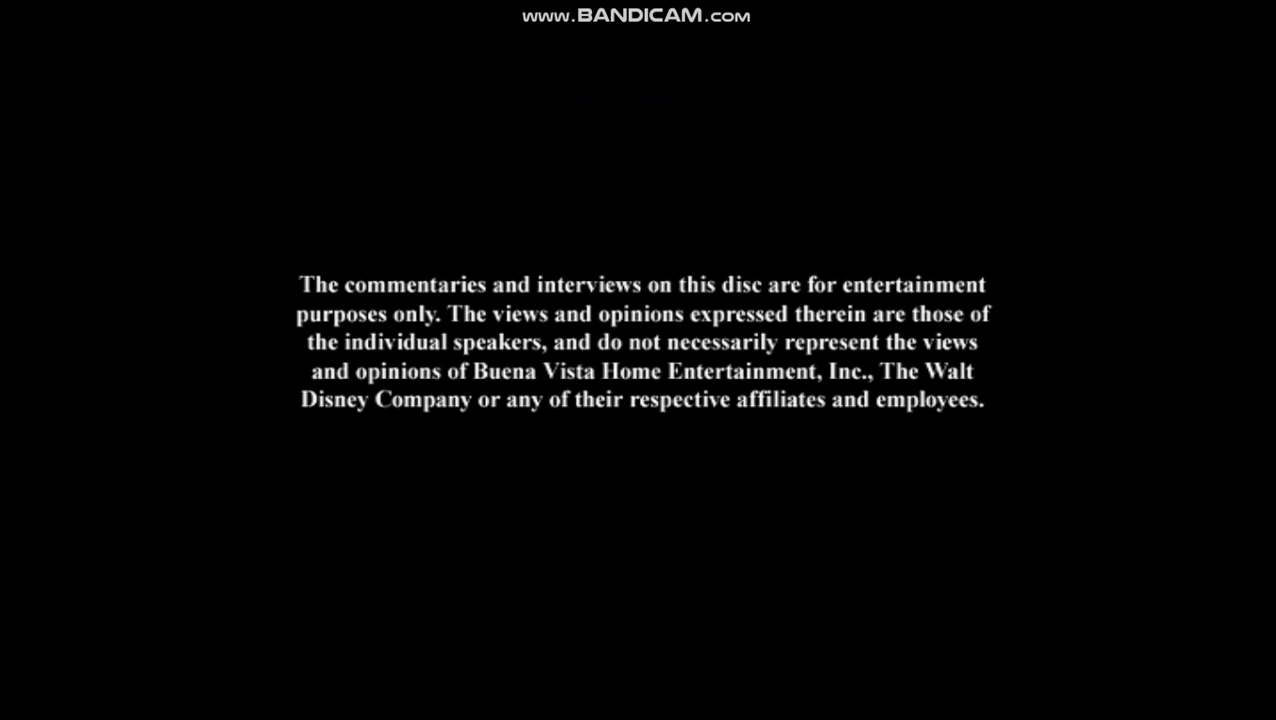 www.BANDICAM.com
The commentaries and interviews on this disc are for entertainment
purposes only. The views and opinions expressed therein are those of
the individual speakers, and do not necessarily represent the views
and opinions of Buena Vista Home Entertainment, Inc., The Walt
Disney Company or any of their respective affiliates and employees.